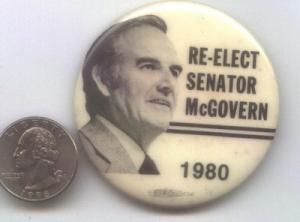 RE-ELECT
SENATOR
McGOVERN
1980
LIBERTY